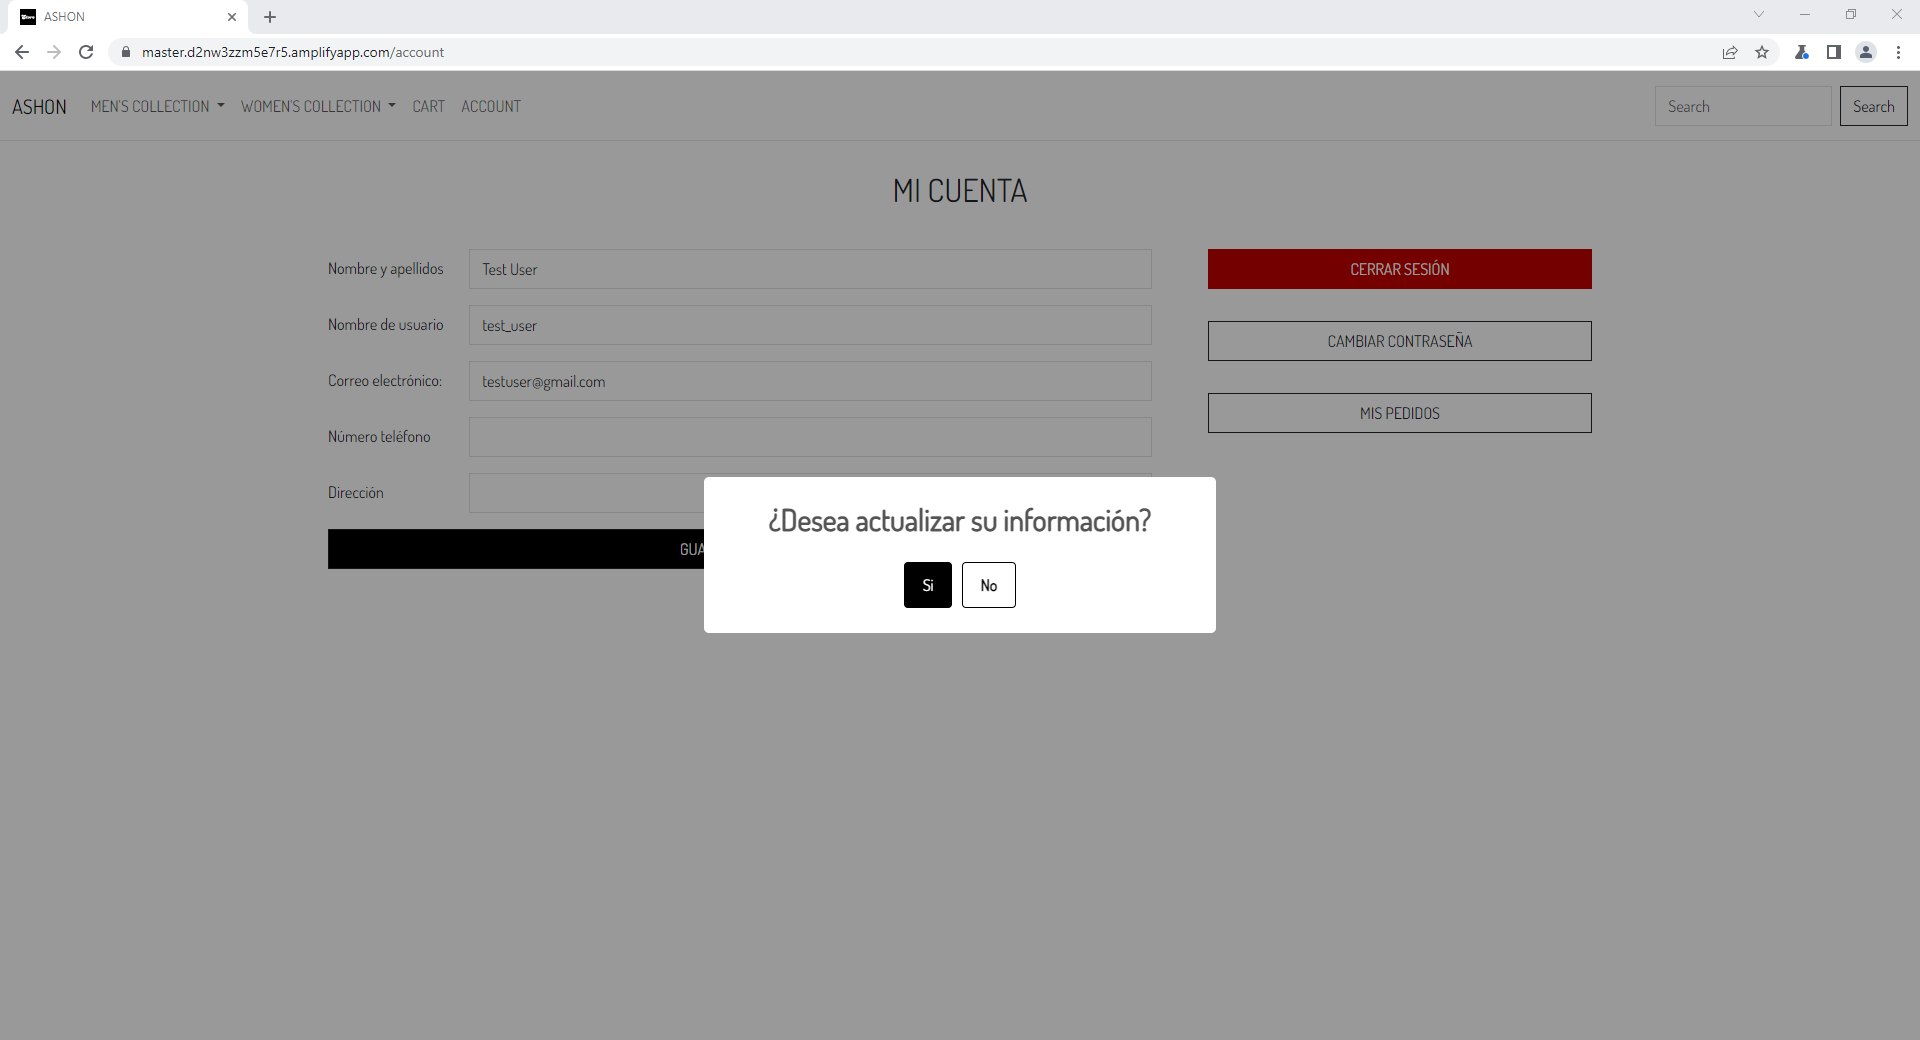 ASHON
master.d2nw3zzm5e7r5.amplifyapp.com/account
ASHON MEN'S COLLECTION WOMEN'S COLLECTION CART ACCOUNT Search Search
MI CUENTA
Nombre y apellidos Test User
Nombre de usuario test_user
Correo electrónico: testuser@gmail.com
Número teléfono
Dirección
CERRAR SESIÓN
CAMBIAR CONTRASEÑA
MIS PEDIDOS
¿Desea actualizar su información?
Si No